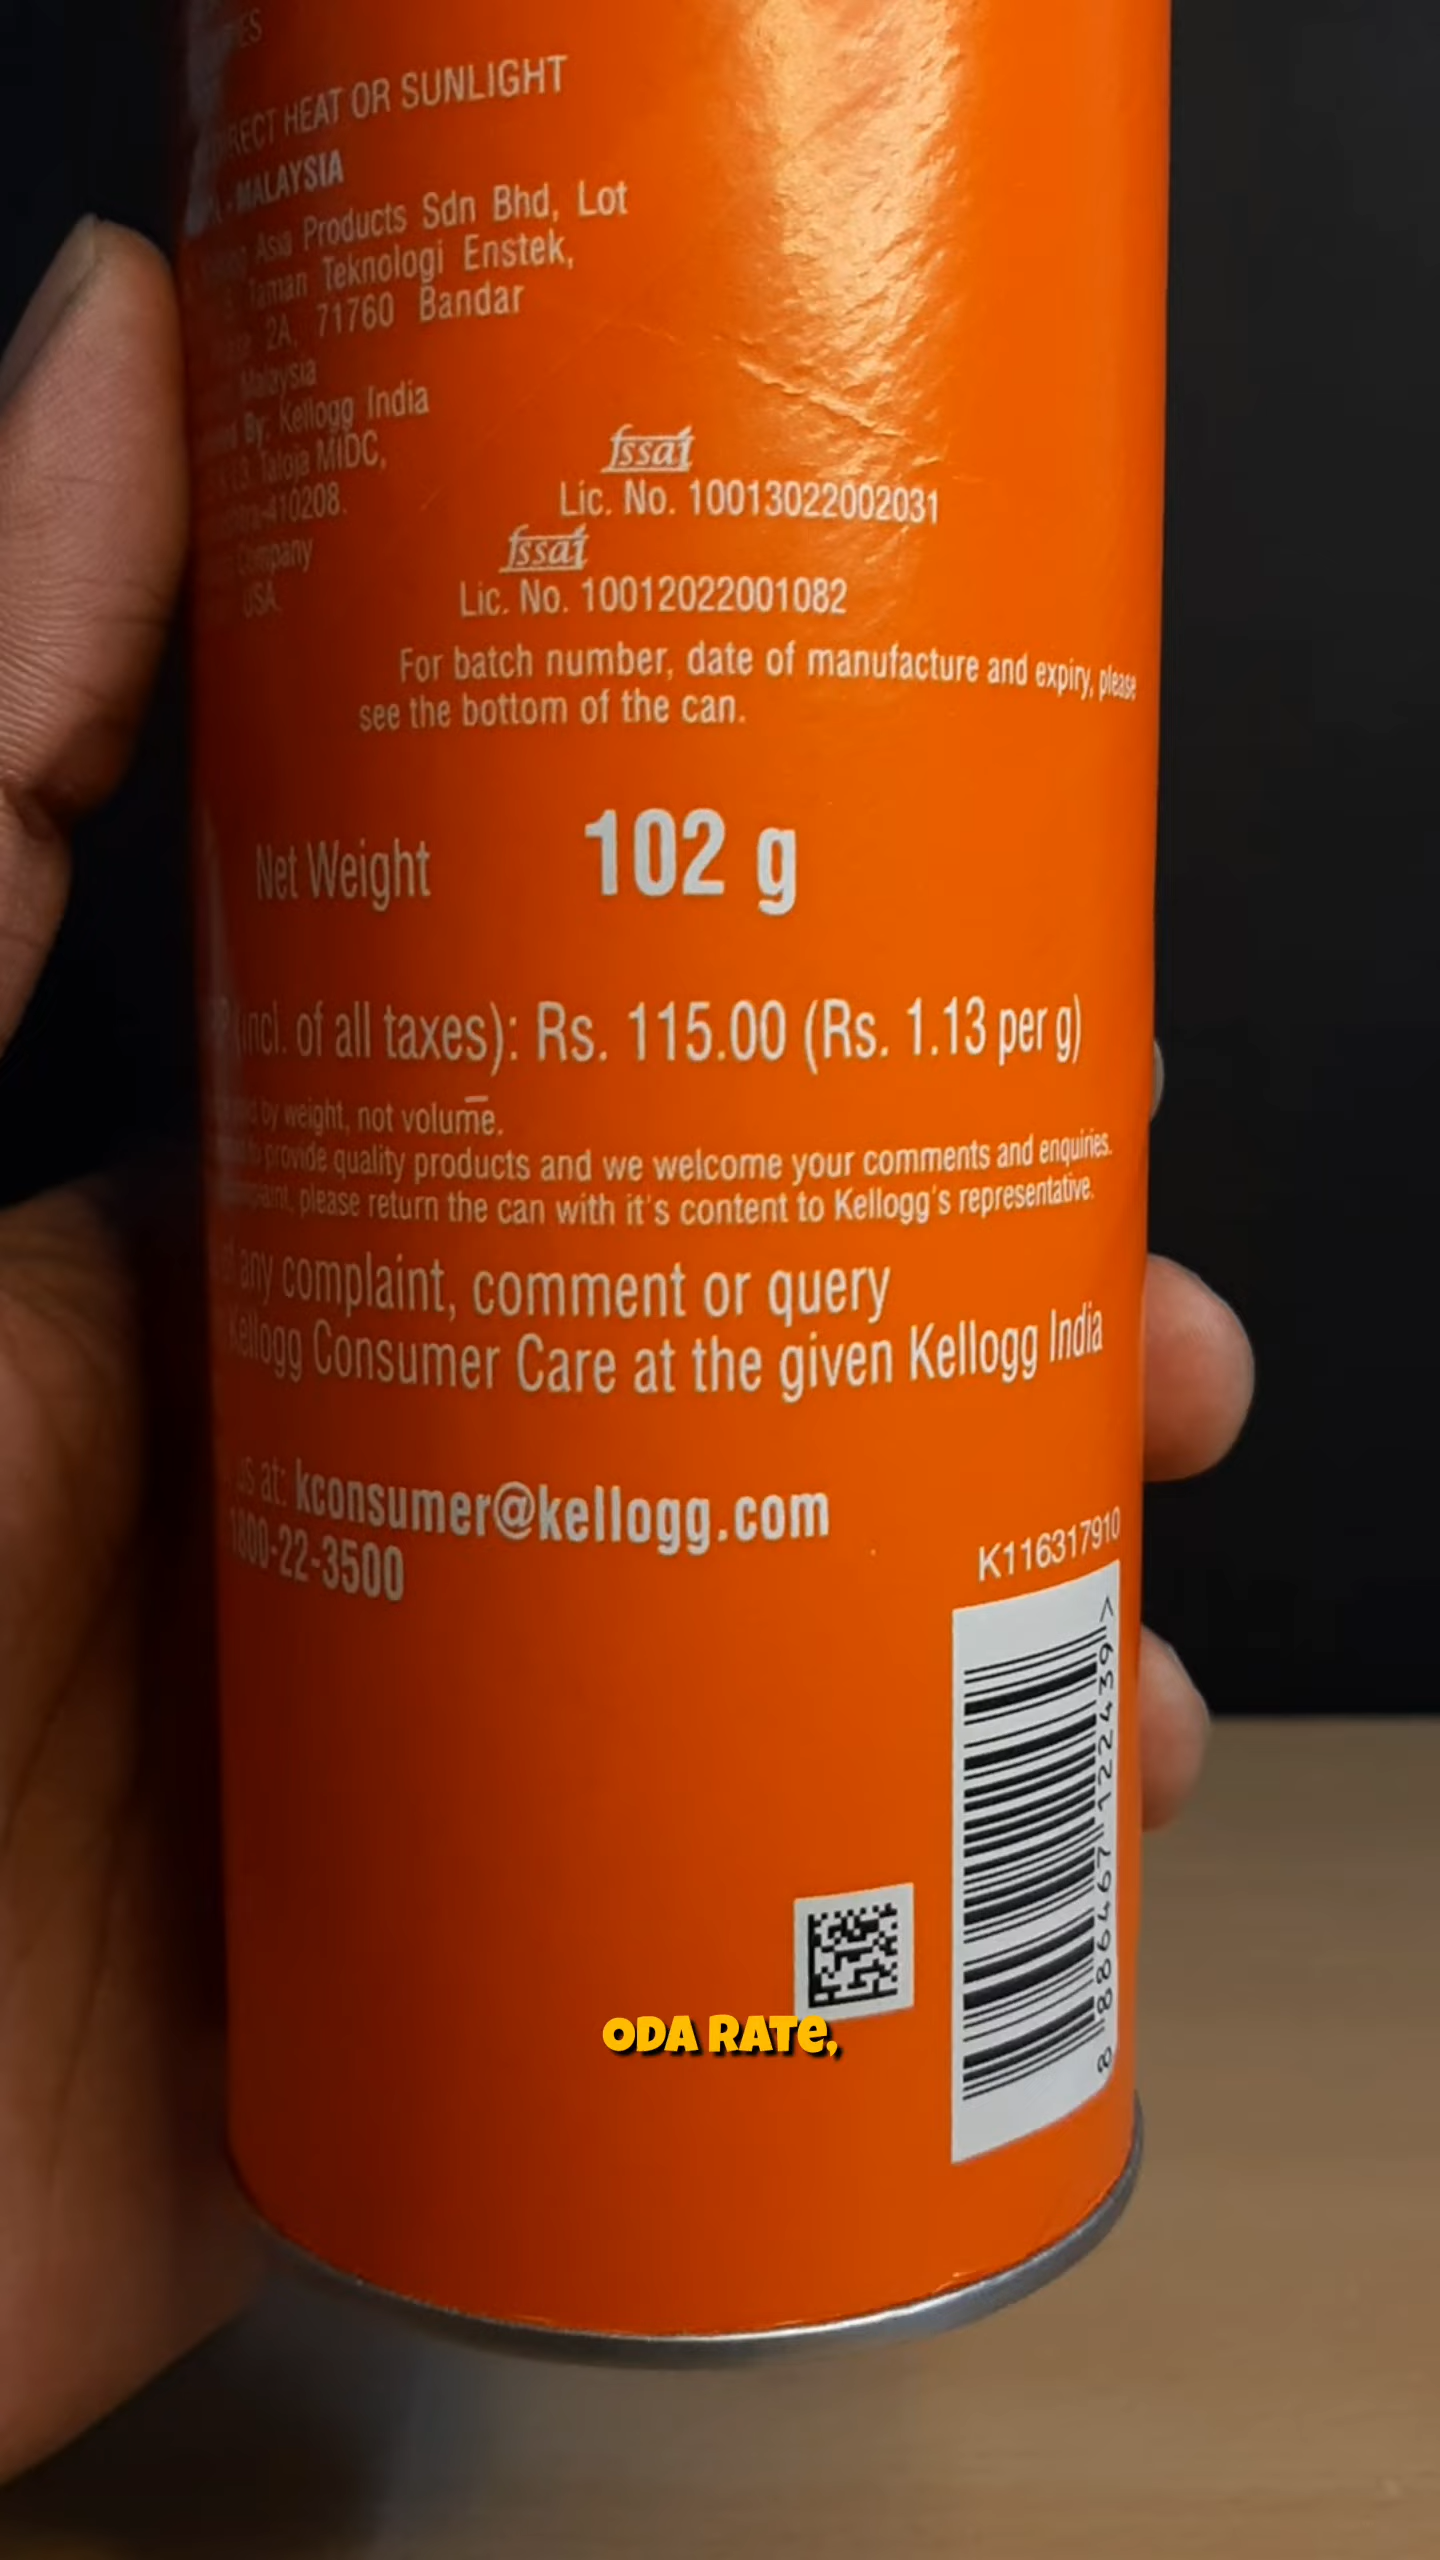 HEAT OR SUNLIGHT
- MALAYSIA
Asia Products Sdn Bhd, Lot
Taman Teknologi Enstek,
2A, 71760 Bandar
Malaysia
By: Kellogg India
Taloja MIDC,
410208.
Company
USA
fssai
Lic. No. 10013022002031
fssai
Lic. No. 10012022001082
For batch number, date of manufacture and expiry, please
see the bottom of the can.
Net Weight 102 g
of all taxes): Rs. 115.00 (Rs. 1.13 per g)
by weight, not volume.
provide quality products and we welcome your comments and enquiries.
please return the can with it's content to Kellogg's representative.
any complaint, comment or query
Kellogg Consumer Care at the given Kellogg India
us at: kconsumer@kellogg.com
1800-22-3500
K116317910
8 886467 122439 >
ODA RATE,